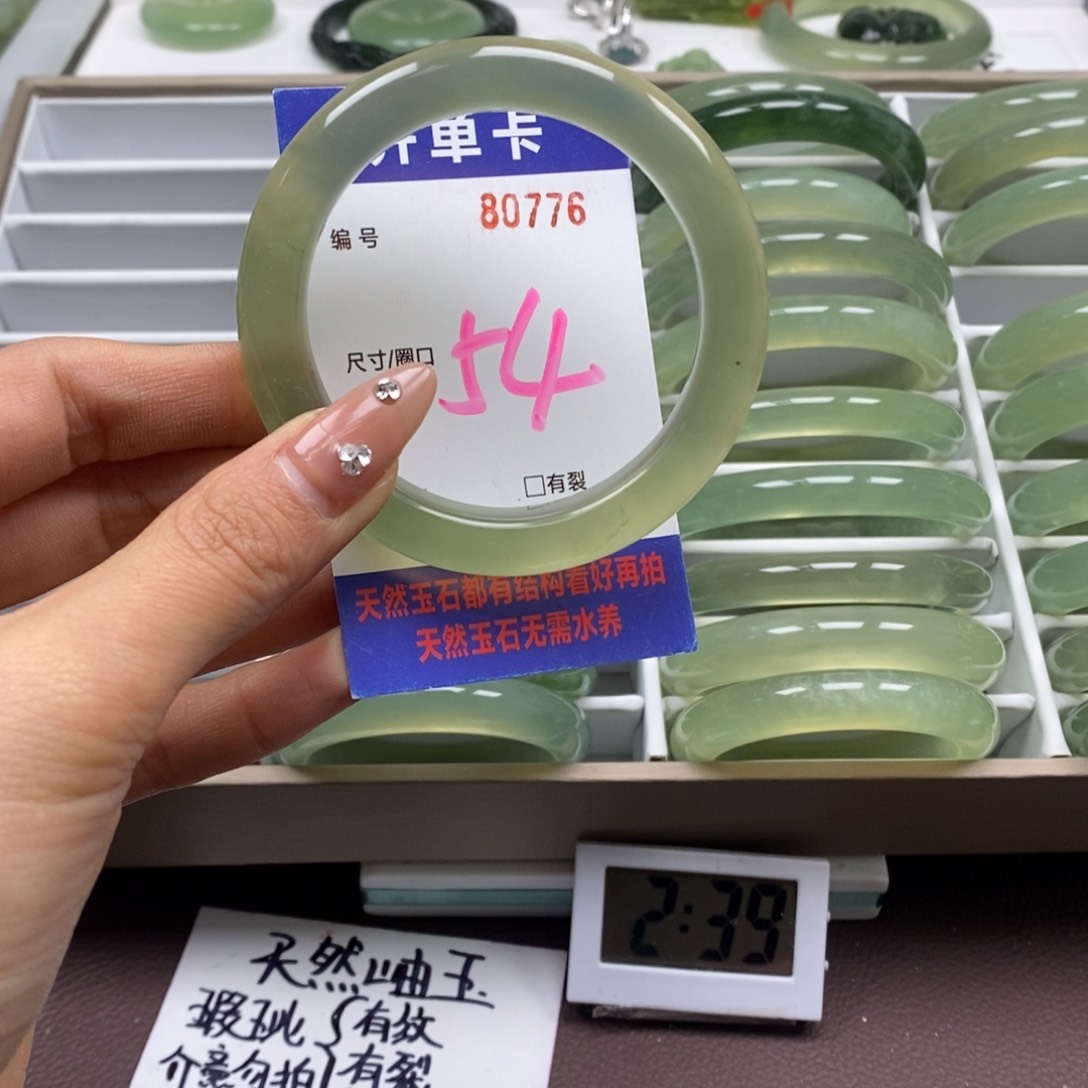 开单卡
80776
编号
尺寸/圈口
54
□有裂
天然玉石都有结构看好再拍
天然玉石无需水养
2:39
天然岫玉
瑕玼{有纹
介意勿拍}有裂